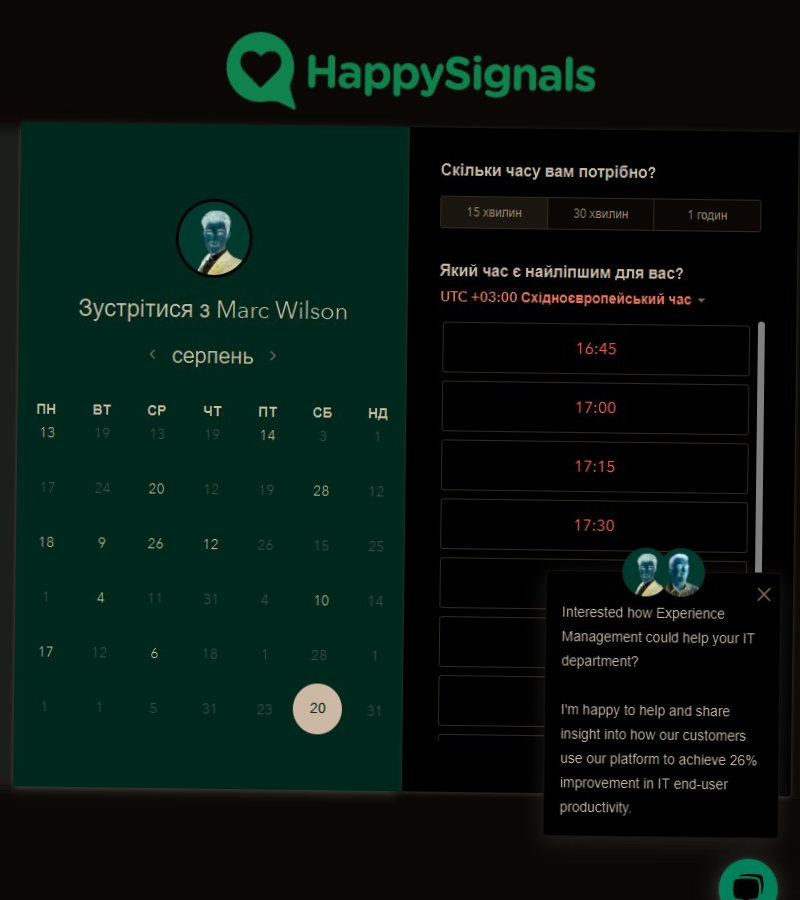 HappySignals
Зустрітися з Marc Wilson
серпень
ПН ВТ СР ЧТ ПТ СБ НД
13 19 13 19 14 3 1
17 24 20 12 19 28 12
18 9 26 12 26 15 25
1 4 11 31 4 10 14
17 12 6 18 1 28 1
1 1 5 31 23 20 31
Скільки часу вам потрібно?
15 хвилин 30 хвилин 1 годин
Який час є найліпшим для вас?
UTC +03:00 Східноєвропейський час
16:45
17:00
17:15
17:30
Interested how Experience
Management could help your IT
department?
I'm happy to help and share
insight into how our customers
use our platform to achieve 26%
improvement in IT end-user
productivity.